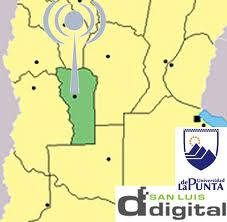 Universidad
de
La PUNTA
SAN LUIS
digital